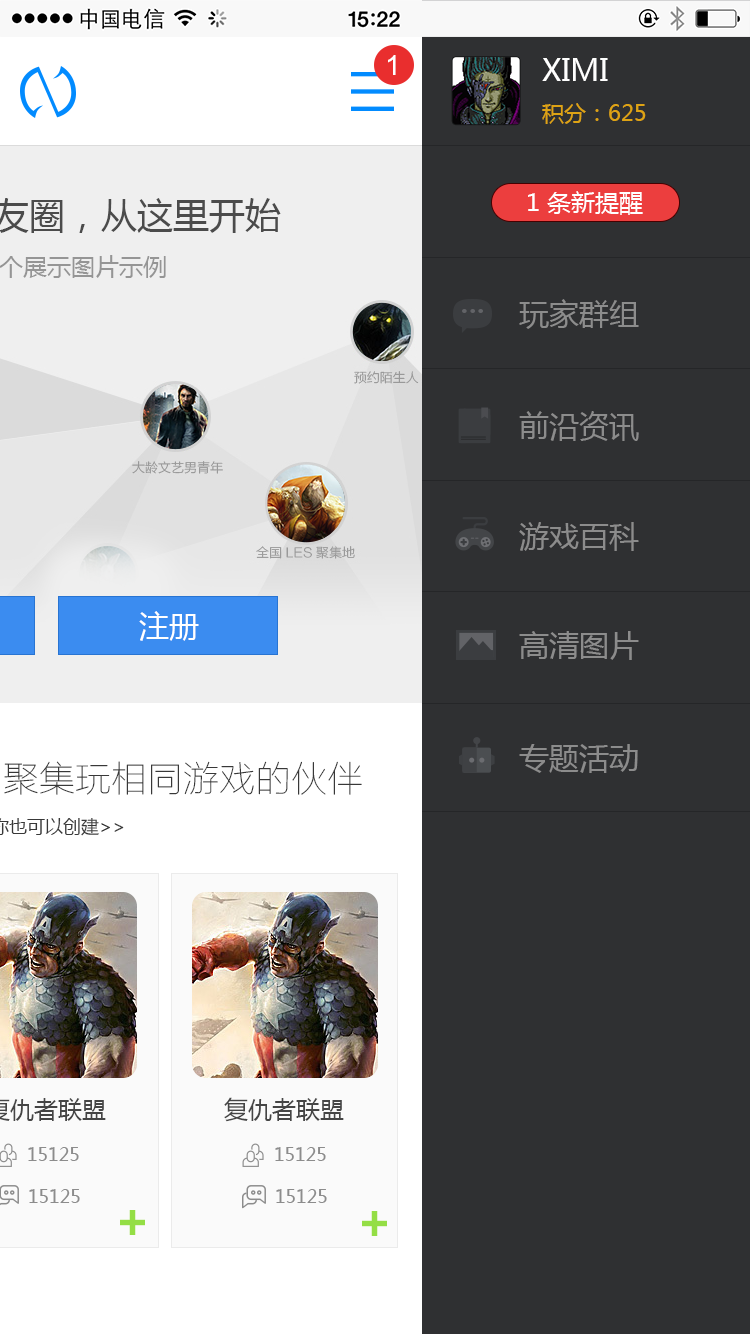 中国电信
15:22
1
XIMI
积分：625
1 条新提醒
玩家群组
前沿资讯
游戏百科
高清图片
专题活动
友圈，从这里开始
个展示图片示例
预约陌生人
大龄文艺男青年
全国 LES 聚集地
注册
聚集玩相同游戏的伙伴
你也可以创建>>
复仇者联盟
15125
15125
复仇者联盟
15125
15125